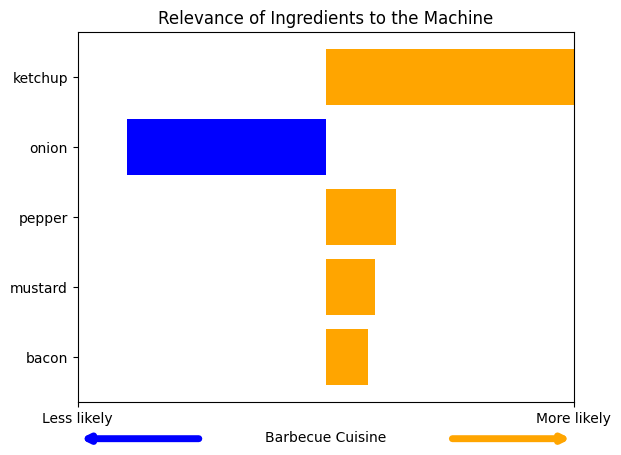 Relevance of Ingredients to the Machine
ketchup
onion
pepper
mustard
bacon
Less likely
More likely
Barbecue Cuisine